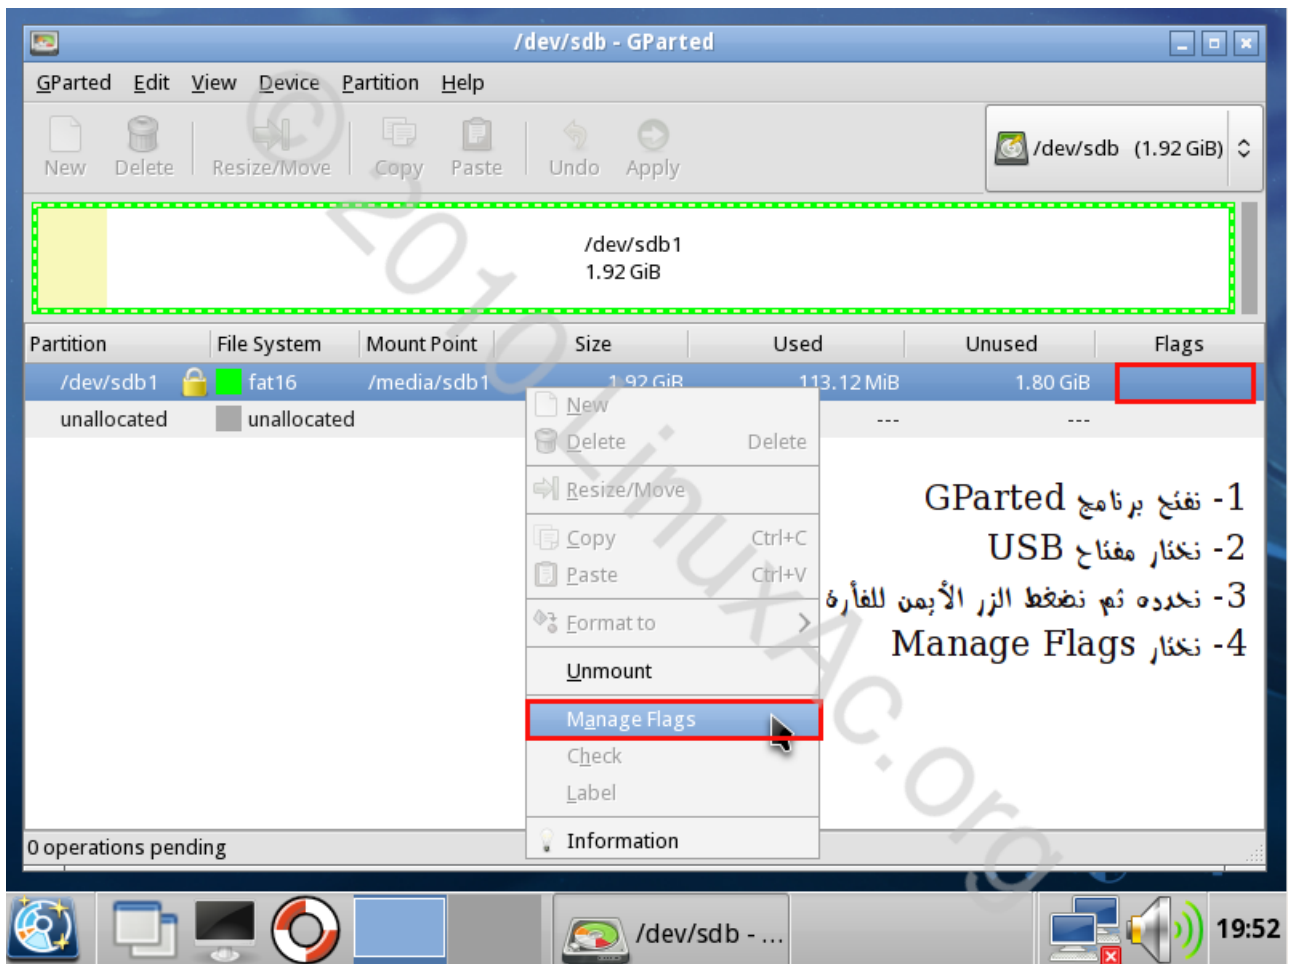 /dev/sdb - GParted
GParted Edit View Device Partition Help
New Delete Resize/Move Copy Paste Undo Apply
/dev/sdb (1.92 GiB)
/dev/sdb1
1.92 GiB
Partition File System Mount Point Size Used Unused Flags
/dev/sdb1 fat16 /media/sdb1 1.92 GiB 113.12 MiB 1.80 GiB
unallocated unallocated --- ---
New
Delete Delete
Resize/Move
Copy Ctrl+C
Paste Ctrl+V
Format to
Unmount
Manage Flags
Check
Label
Information
1- نفتح برنامج GParted
2- نختار مفتاح USB
3- نحدده ثم نضغط الزر الأيمن للفأرة
4- نختار Manage Flags
© 2010 LinuxAc.org
0 operations pending
/dev/sdb - ...
19:52